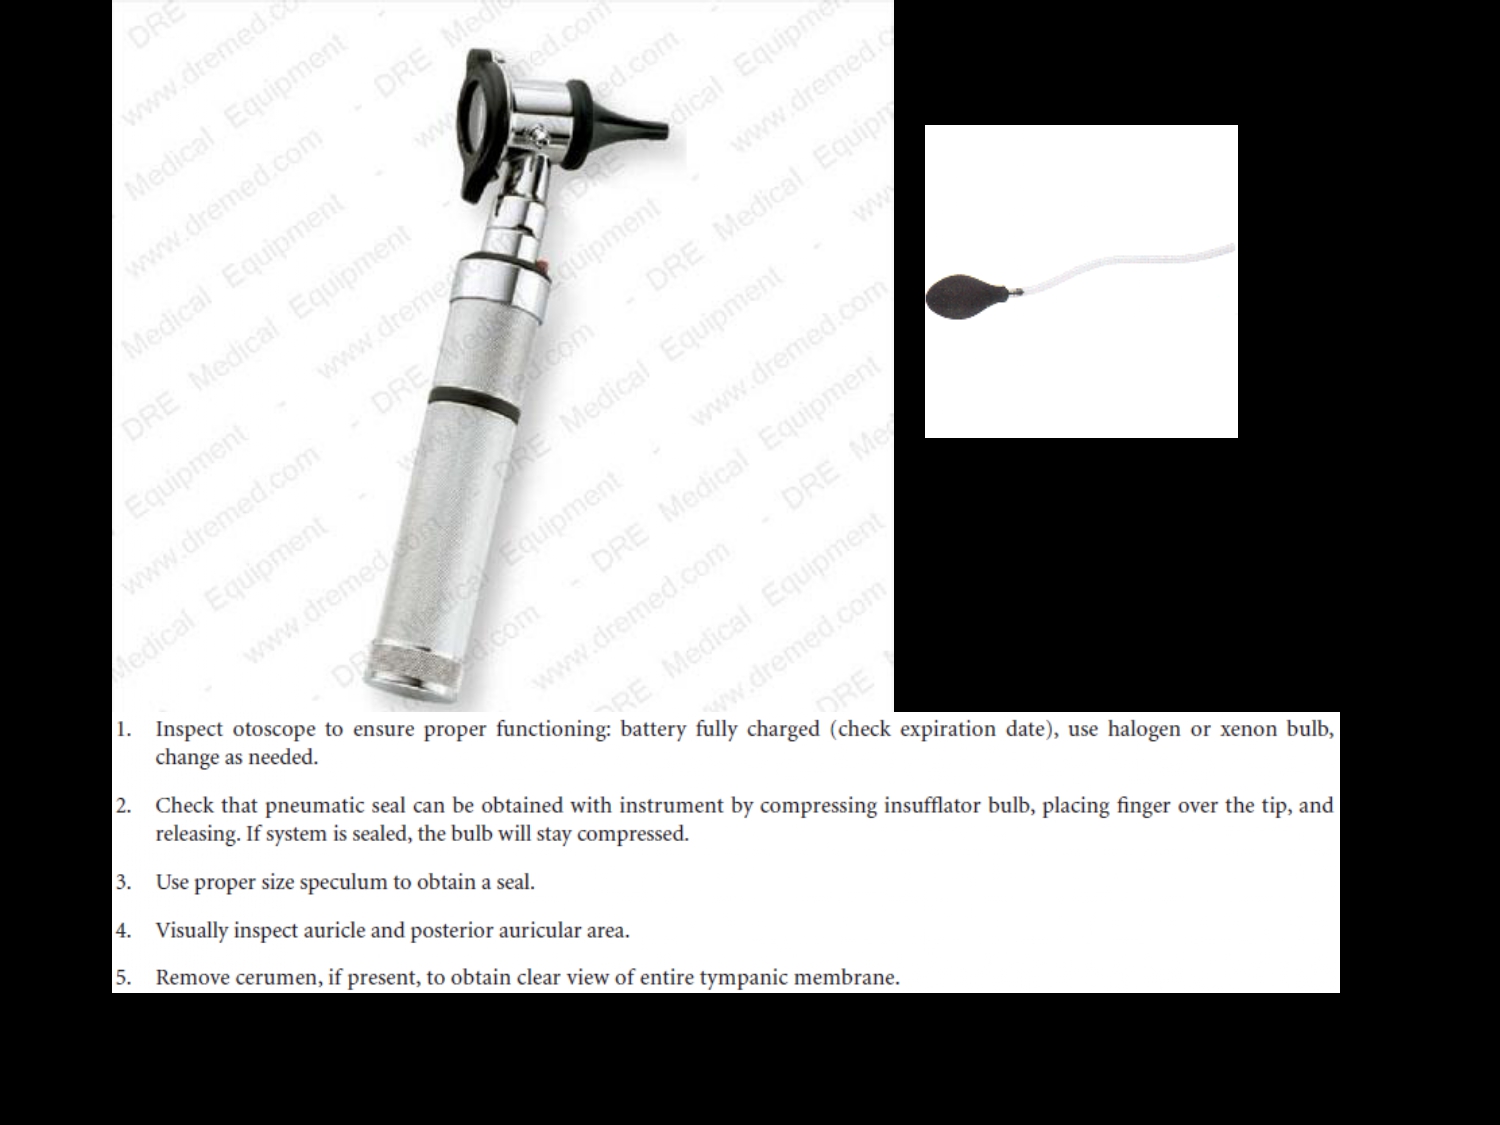 DRE Medical Equipment - www.dremed.com
1. Inspect otoscope to ensure proper functioning: battery fully charged (check expiration date), use halogen or xenon bulb,
change as needed.
2. Check that pneumatic seal can be obtained with instrument by compressing insufflator bulb, placing finger over the tip, and
releasing. If system is sealed, the bulb will stay compressed.
3. Use proper size speculum to obtain a seal.
4. Visually inspect auricle and posterior auricular area.
5. Remove cerumen, if present, to obtain clear view of entire tympanic membrane.